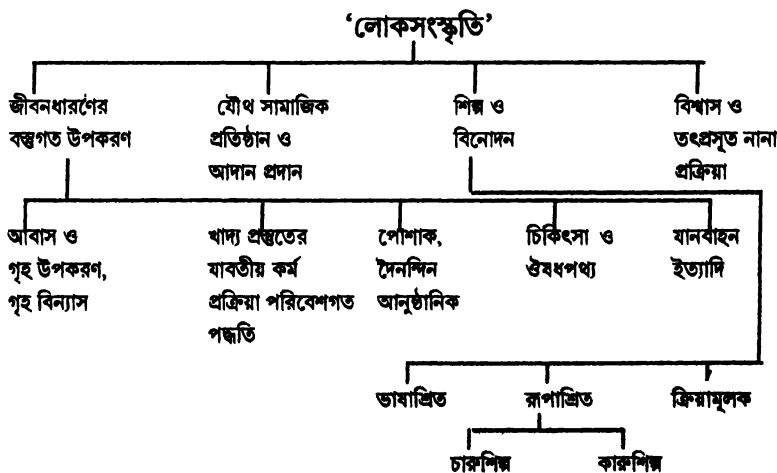 ‘লোকসংস্কৃতি’
জীবনধারণের
বস্তুগত উপকরণ
যৌথ সামাজিক
প্রতিষ্ঠান ও
আদান প্রদান
শিল্প ও
বিনোদন
বিশ্বাস ও
তৎপ্রসূত নানা
প্রক্রিয়া
আবাস ও
গৃহ উপকরণ,
গৃহ বিন্যাস
খাদ্য প্রস্তুতের
যাবতীয় কর্ম
প্রক্রিয়া পরিবেশগত
পদ্ধতি
পোশাক,
দৈনন্দিন
আনুষ্ঠানিক
চিকিৎসা ও
ঔষধপথ্য
যানবাহন
ইত্যাদি
ভাষাশ্রিত
রূপাশ্রিত
ক্রিয়ামূলক
চারুশিল্প
কারুশিল্প